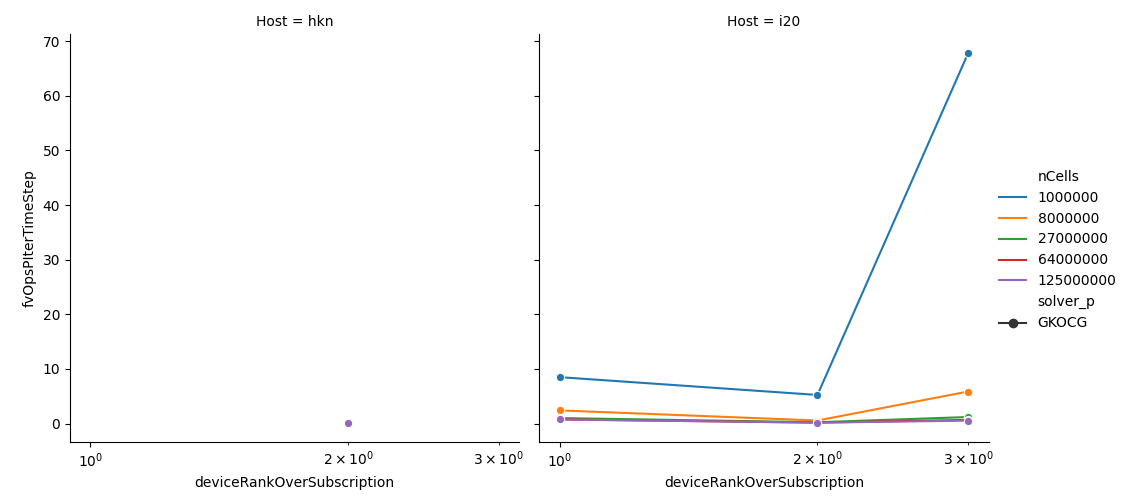 Host = hkn
Host = i20
70
60
50
40
30
20
10
0
fvOpsPIterTimeStep
10⁰
2 × 10⁰
3 × 10⁰
10⁰
2 × 10⁰
3 × 10⁰
deviceRankOverSubscription
deviceRankOverSubscription
nCells
1000000
8000000
27000000
64000000
125000000
solver_p
GKOCG